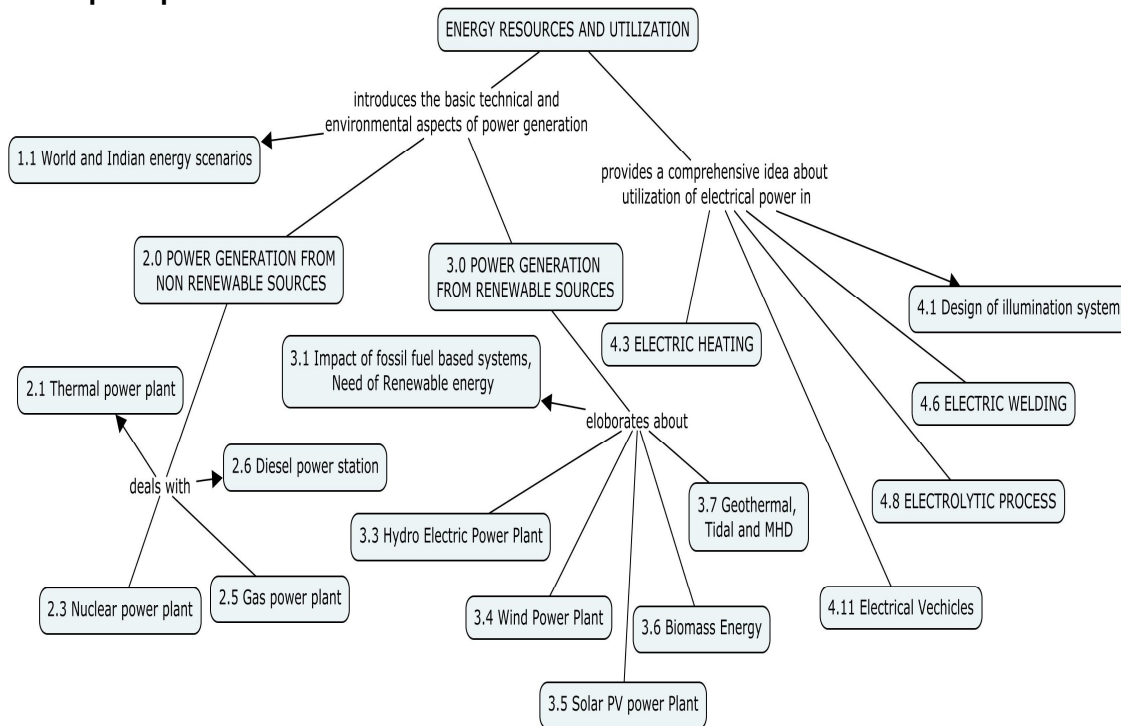 ENERGY RESOURCES AND UTILIZATION
introduces the basic technical and
environmental aspects of power generation
1.1 World and Indian energy scenarios
provides a comprehensive idea about
utilization of electrical power in
2.0 POWER GENERATION FROM
NON RENEWABLE SOURCES
3.0 POWER GENERATION
FROM RENEWABLE SOURCES
4.1 Design of illumination system
4.3 ELECTRIC HEATING
3.1 Impact of fossil fuel based systems,
Need of Renewable energy
2.1 Thermal power plant
4.6 ELECTRIC WELDING
eloborates about
2.6 Diesel power station
deals with
4.8 ELECTROLYTIC PROCESS
3.7 Geothermal,
Tidal and MHD
3.3 Hydro Electric Power Plant
2.5 Gas power plant
2.3 Nuclear power plant
4.11 Electrical Vechicles
3.4 Wind Power Plant
3.6 Biomass Energy
3.5 Solar PV power Plant